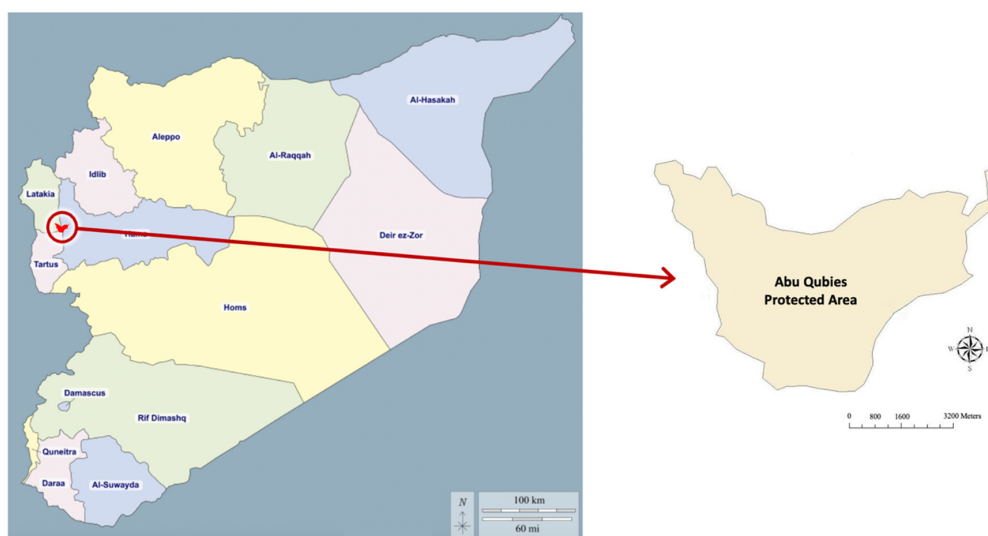 Al-Hasakah
Aleppo
Al-Raqqah
Idlib
Latakia
Deir ez-Zor
Tartus
Homs
Damascus
Rif Dimashq
Quneitra
Daraa
Al-Suwayda
N
100 km
60 mi
Abu Qubies
Protected Area
N
W E
S
0 800 1600 3200 Meters